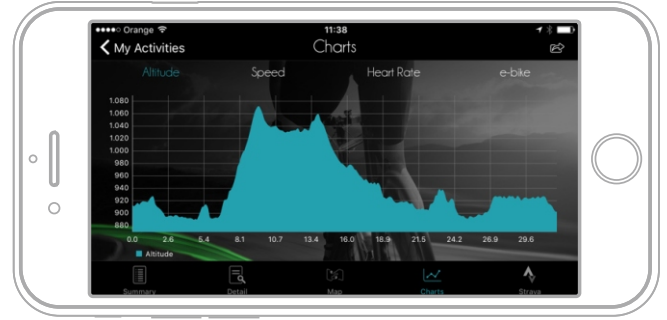 Orange 11:38
My Activities Charts
Altitude Speed Heart Rate e-bike
1.080
1.060
1.040
1.020
1.000
980
960
940
920
900
880
0.0 2.6 5.4 8.1 10.7 13.4 16.0 18.9 21.5 24.2 26.9 29.6
Altitude
Summary Detail Map Charts Strava